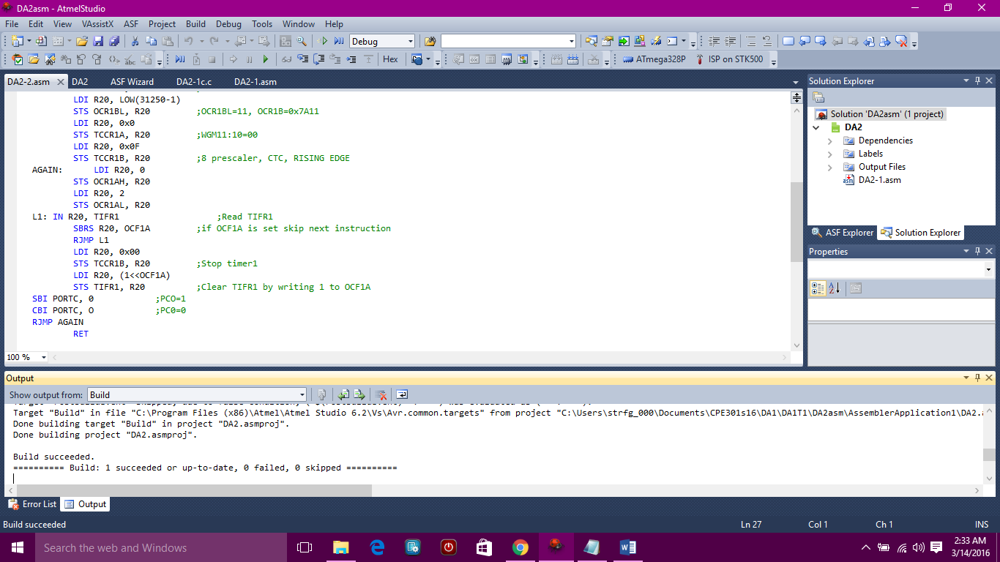 DA2asm - AtmelStudio
File Edit View VAssistX ASF Project Build Debug Tools Window Help
Debug
Hex
ATmega328P ISP on STK500
DA2-2.asm DA2 ASF Wizard DA2-1c.c DA2-1.asm
LDI R20, LOW(31250-1)
STS OCR1BL, R20 ;OCR1BL=11, OCR1B=0x7A11
LDI R20, 0x0
STS TCCR1A, R20 ;WGM11:10=00
LDI R20, 0x0F
STS TCCR1B, R20 ;8 prescaler, CTC, RISING EDGE
AGAIN: LDI R20, 0
STS OCR1AH, R20
LDI R20, 2
STS OCR1AL, R20
L1: IN R20, TIFR1 ;Read TIFR1
SBRS R20, OCF1A ;if OCF1A is set skip next instruction
RJMP L1
LDI R20, 0x00
STS TCCR1B, R20 ;Stop timer1
LDI R20, (1<<OCF1A)
STS TIFR1, R20 ;Clear TIFR1 by writing 1 to OCF1A
SBI PORTC, 0 ;PCO=1
CBI PORTC, O ;PC0=0
RJMP AGAIN
RET
100 %
Solution Explorer
Solution 'DA2asm' (1 project)
DA2
Dependencies
Labels
Output Files
DA2-1.asm
ASF Explorer Solution Explorer
Properties
Output
Show output from: Build
Target "Build" in file "C:\Program Files (x86)\Atmel\Atmel Studio 6.2\Vs\Avr.common.targets" from project "C:\Users\strfg_000\Documents\CPE301s16\DA1\DA1T1\DA2asm\AssemblerApplication1\DA2.
Done building target "Build" in project "DA2.asmproj".
Done building project "DA2.asmproj".
Build succeeded.
========== Build: 1 succeeded or up-to-date, 0 failed, 0 skipped ==========
Error List Output
Build succeeded Ln 27 Col 1 Ch 1 INS
Search the web and Windows
2:33 AM
3/14/2016